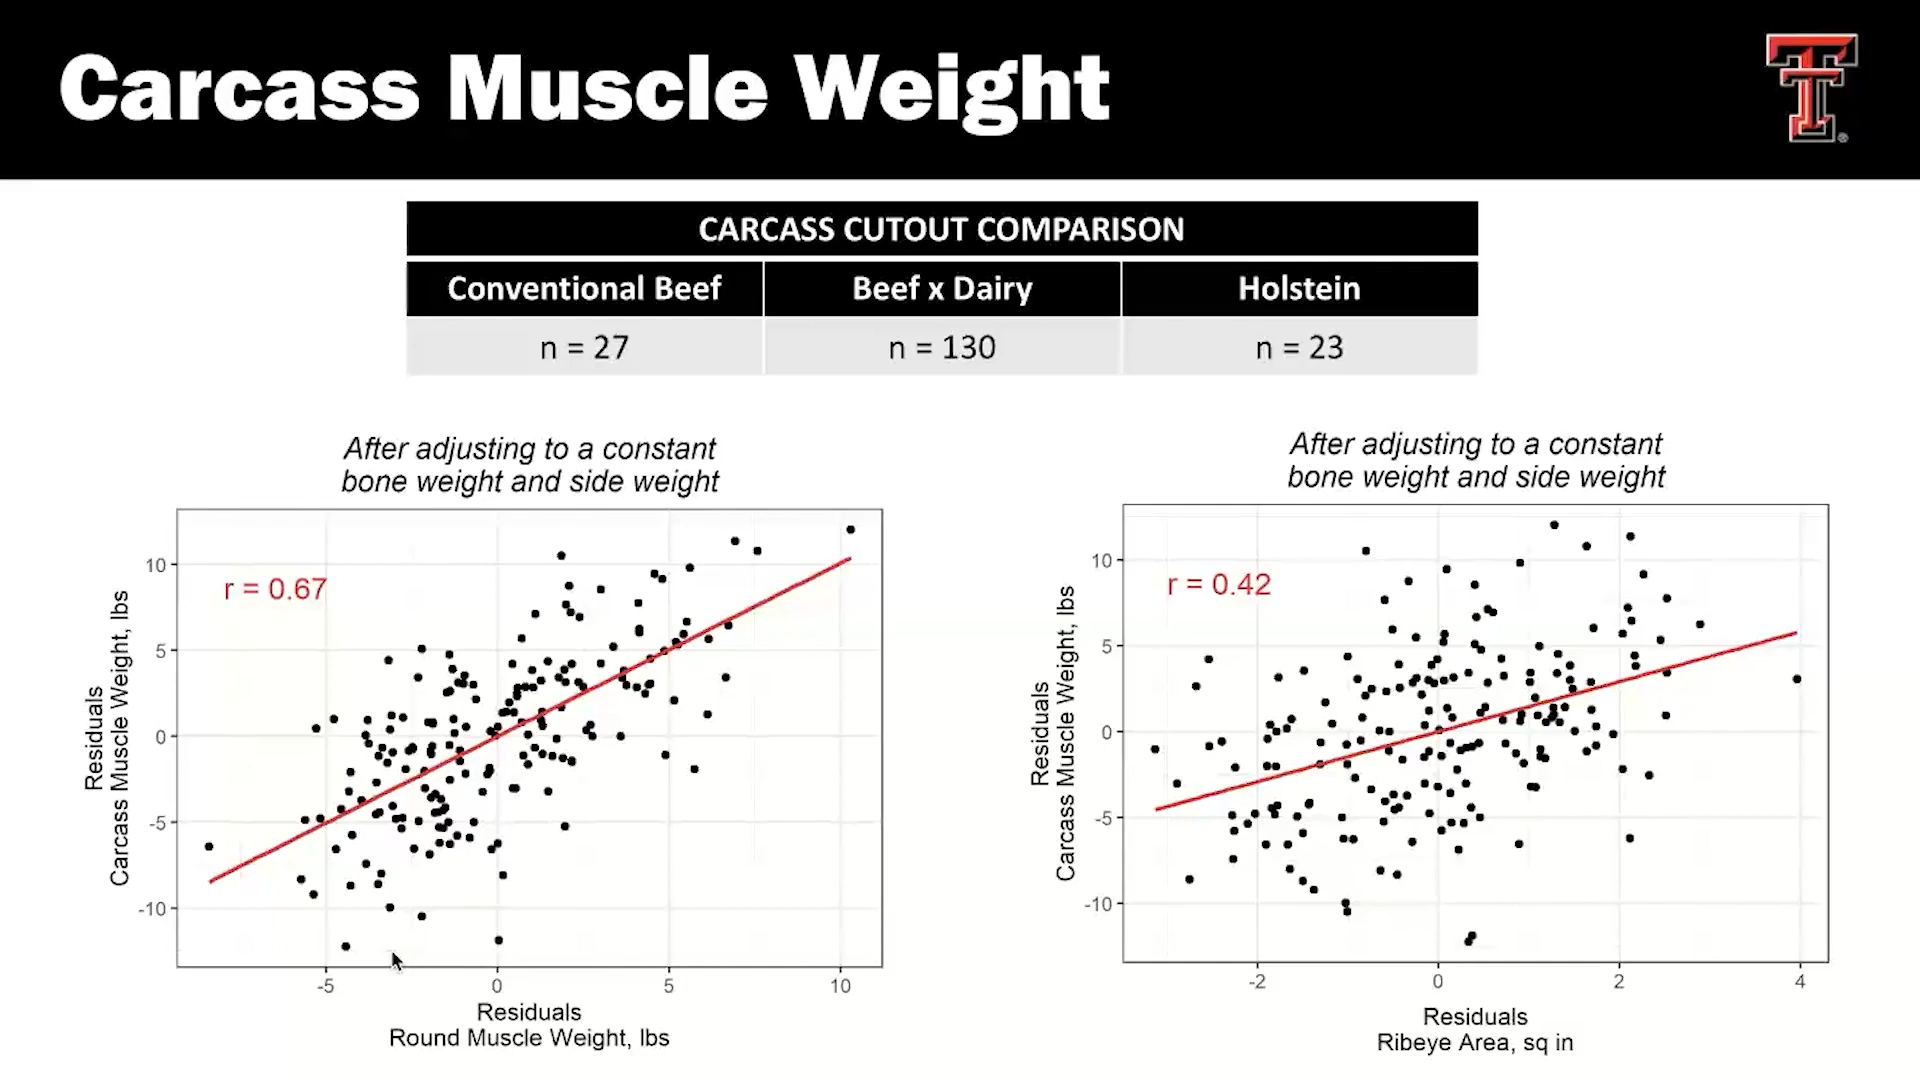 Carcass Muscle Weight
CARCASS CUTOUT COMPARISON
Conventional Beef
Beef x Dairy
Holstein
n = 27
n = 130
n = 23
After adjusting to a constant
bone weight and side weight
r = 0.67
10
5
0
-5
-10
Residuals
Carcass Muscle Weight, lbs
-5
0
5
10
Residuals
Round Muscle Weight, lbs
After adjusting to a constant
bone weight and side weight
r = 0.42
10
5
0
-5
-10
Residuals
Carcass Muscle Weight, lbs
-2
0
2
4
Residuals
Ribeye Area, sq in